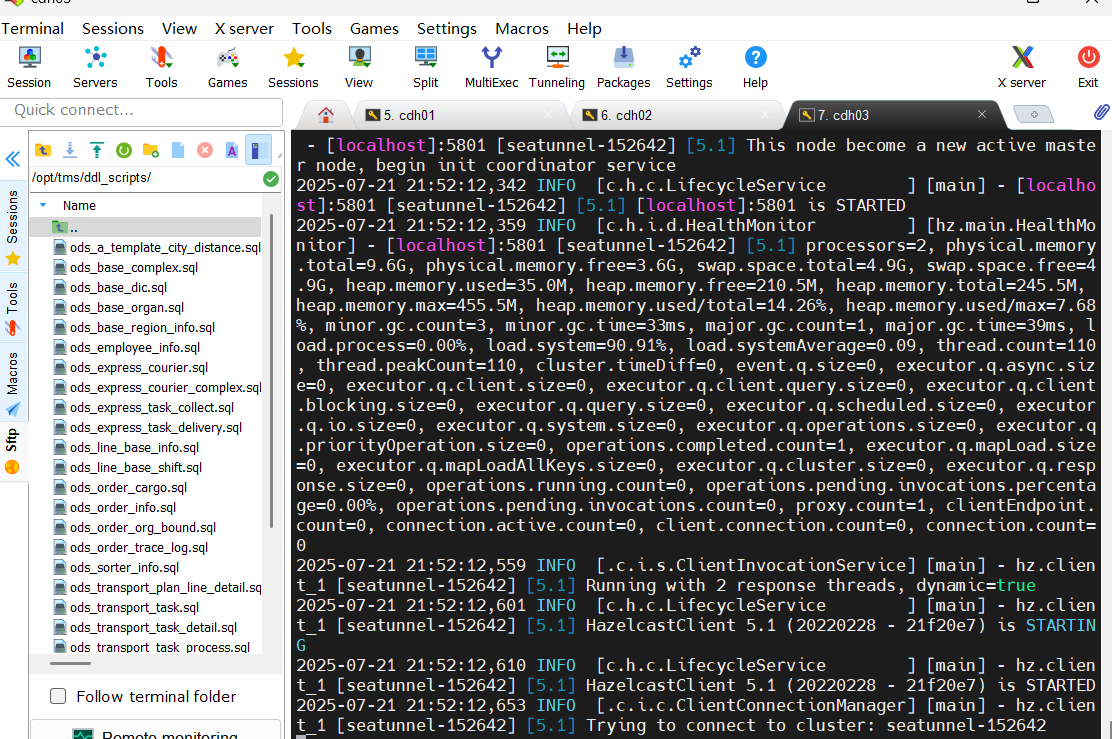 cdh03
Terminal Sessions View X server Tools Games Settings Macros Help
Session Servers Tools Games Sessions View Split MultiExec Tunneling Packages Settings Help X server Exit
Quick connect...
5. cdh01
6. cdh02
7. cdh03
Sessions
Tools
Macros
Sftp
/opt/tms/ddl_scripts/
Name
..
ods_a_template_city_distance.sql
ods_base_complex.sql
ods_base_dic.sql
ods_base_organ.sql
ods_base_region_info.sql
ods_employee_info.sql
ods_express_courier.sql
ods_express_courier_complex.sql
ods_express_task_collect.sql
ods_express_task_delivery.sql
ods_line_base_info.sql
ods_line_base_shift.sql
ods_order_cargo.sql
ods_order_info.sql
ods_order_org_bound.sql
ods_order_trace_log.sql
ods_sorter_info.sql
ods_transport_plan_line_detail.sq
ods_transport_task.sql
ods_transport_task_detail.sql
ods_transport_task_process.sql
Follow terminal folder
Remote monitoring
- [localhost]:5801 [seatunnel-152642] [5.1] This node become a new active maste
r node, begin init coordinator service
2025-07-21 21:52:12,342 INFO  [c.h.c.LifecycleService        ] [main] - [localho
st]:5801 [seatunnel-152642] [5.1] [localhost]:5801 is STARTED
2025-07-21 21:52:12,359 INFO  [c.h.i.d.HealthMonitor         ] [hz.main.HealthMo
nitor] - [localhost]:5801 [seatunnel-152642] [5.1] processors=2, physical.memory
.total=9.6G, physical.memory.free=3.6G, swap.space.total=4.9G, swap.space.free=4
.9G, heap.memory.used=35.0M, heap.memory.free=210.5M, heap.memory.total=245.5M,
heap.memory.max=455.5M, heap.memory.used/total=14.26%, heap.memory.used/max=7.68
%, minor.gc.count=3, minor.gc.time=33ms, major.gc.count=1, major.gc.time=39ms, l
oad.process=0.00%, load.system=90.91%, load.systemAverage=0.09, thread.count=110
, thread.peakCount=110, cluster.timeDiff=0, event.q.size=0, executor.q.async.siz
e=0, executor.q.client.size=0, executor.q.client.query.size=0, executor.q.client
.blocking.size=0, executor.q.query.size=0, executor.q.scheduled.size=0, executor
.q.io.size=0, executor.q.system.size=0, executor.q.operations.size=0, executor.q
.priorityOperation.size=0, operations.completed.count=1, executor.q.mapLoad.size
=0, executor.q.mapLoadAllKeys.size=0, executor.q.cluster.size=0, executor.q.resp
onse.size=0, operations.running.count=0, operations.pending.invocations.percenta
ge=0.00%, operations.pending.invocations.count=0, proxy.count=1, clientEndpoint.
count=0, connection.active.count=0, client.connection.count=0, connection.count=
0
2025-07-21 21:52:12,559 INFO  [.c.i.s.ClientInvocationService] [main] - hz.clien
t_1 [seatunnel-152642] [5.1] Running with 2 response threads, dynamic=true
2025-07-21 21:52:12,601 INFO  [c.h.c.LifecycleService        ] [main] - hz.clien
t_1 [seatunnel-152642] [5.1] HazelcastClient 5.1 (20220228 - 21f20e7) is STARTIN
G
2025-07-21 21:52:12,610 INFO  [c.h.c.LifecycleService        ] [main] - hz.clien
t_1 [seatunnel-152642] [5.1] HazelcastClient 5.1 (20220228 - 21f20e7) is STARTED
2025-07-21 21:52:12,653 INFO  [.c.i.c.ClientConnectionManager] [main] - hz.clien
t_1 [seatunnel-152642] [5.1] Trying to connect to cluster: seatunnel-152642